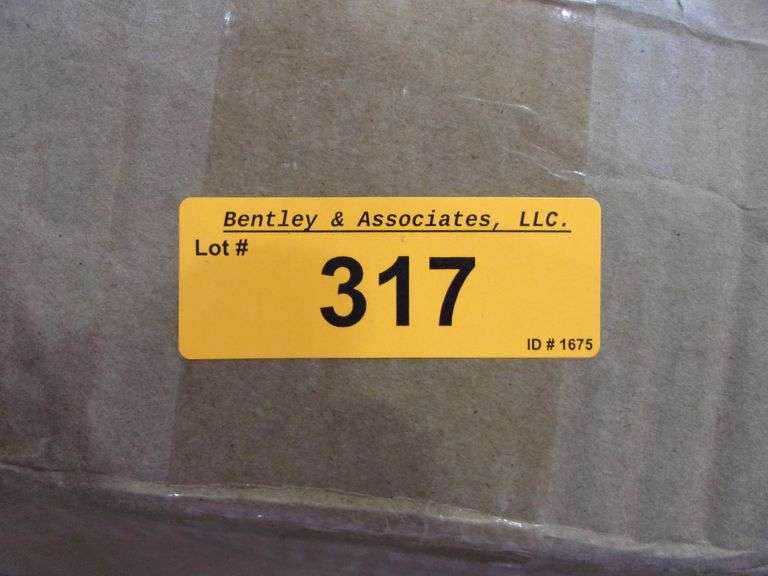 Bentley & Associates, LLC.
Lot #
317
ID # 1675